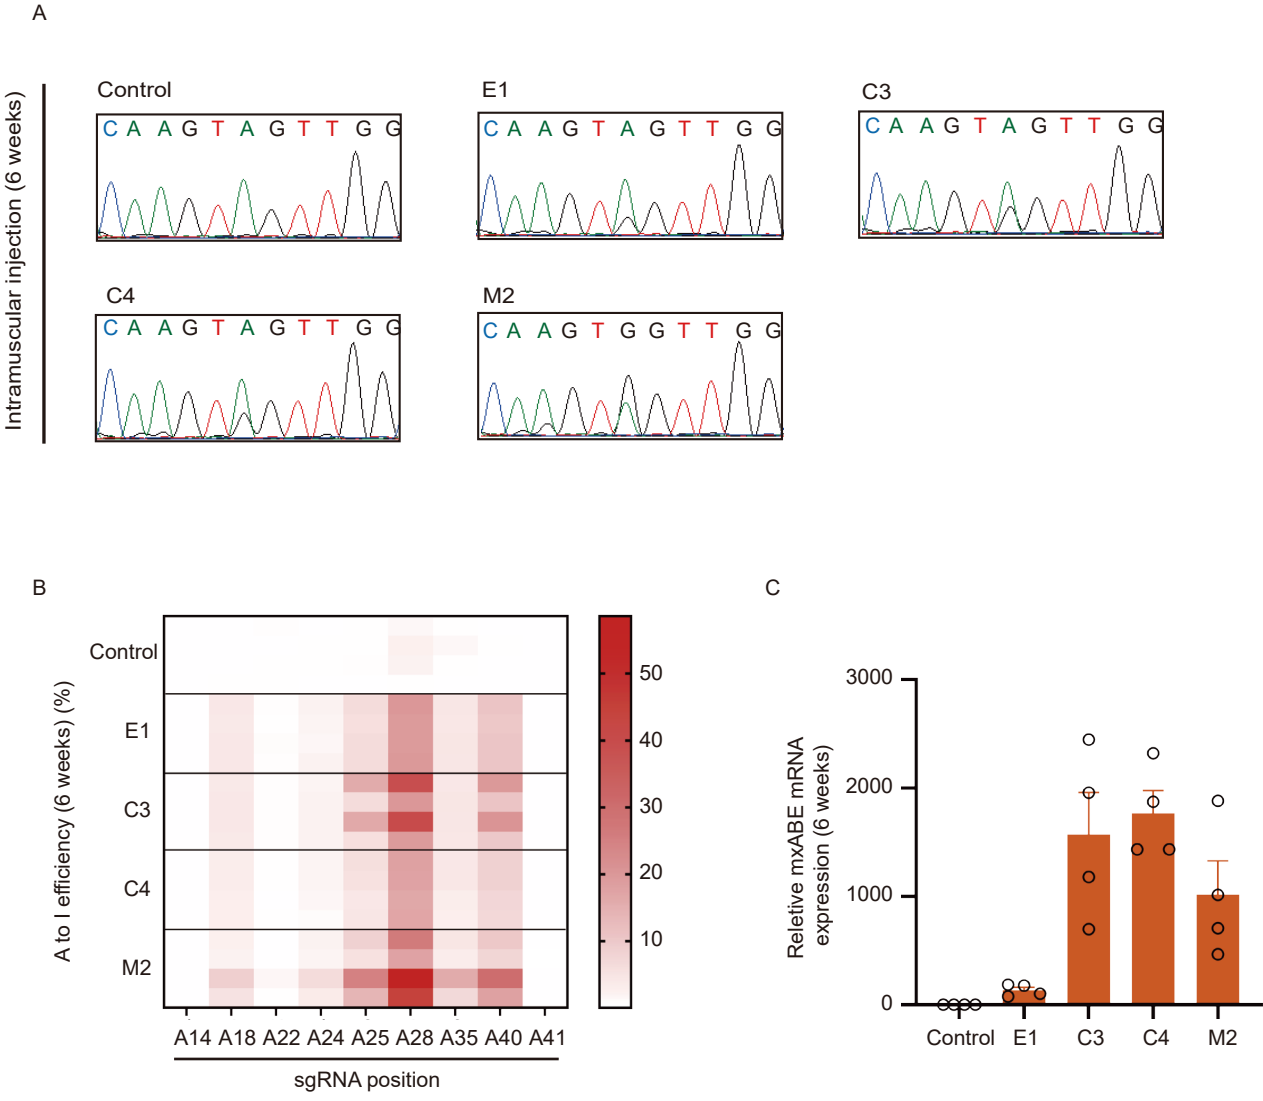 A
Intramuscular injection (6 weeks)
Control
C A A G T A G T T G G
E1
C A A G T A G T T G G
C3
C A A G T A G T T G G
C4
C A A G T A G T T G G
M2
C A A G T G G T T G G
B
A to I efficiency (6 weeks) (%)
Control
E1
C3
C4
M2
50
40
30
20
10
A14 A18 A22 A24 A25 A28 A35 A40 A41
sgRNA position
C
Reletive mxABE mRNA
expression (6 weeks)
3000
2000
1000
0
Control E1 C3 C4 M2